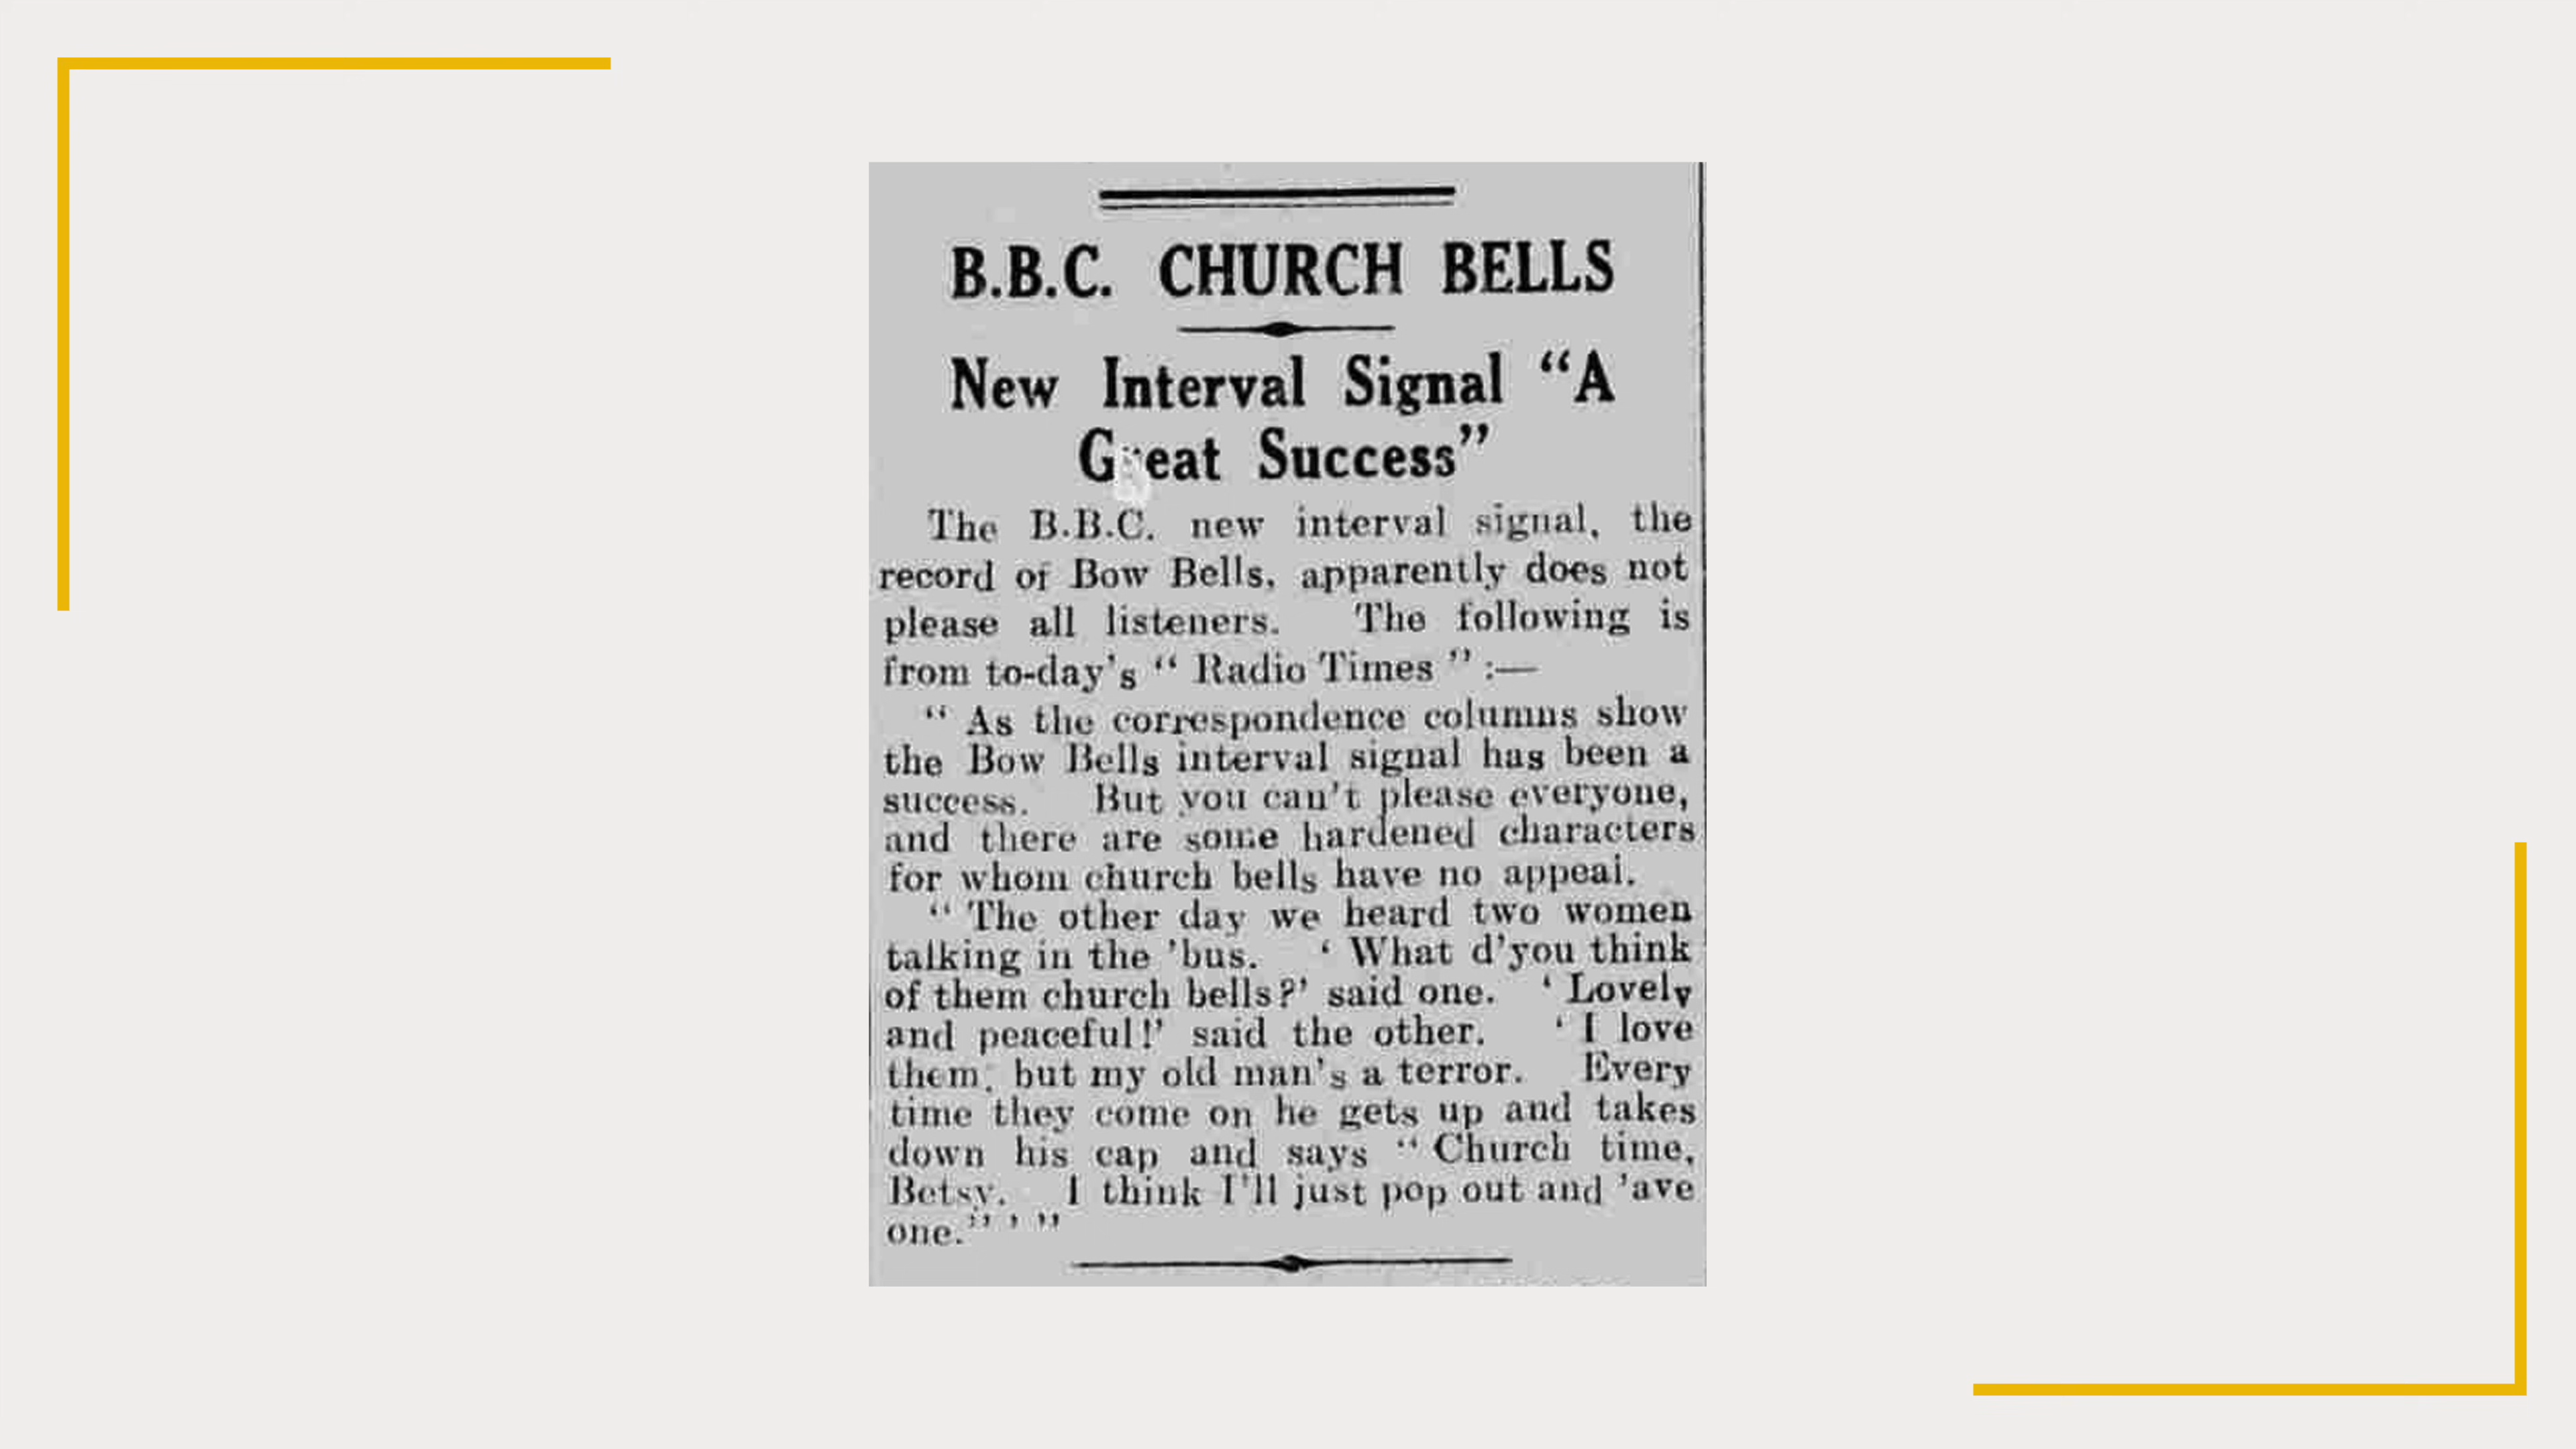 B.B.C. CHURCH BELLS
New Interval Signal "A
Great Success"
The B.B.C. new interval signal, the
record of Bow Bells, apparently does not
please all listeners. The following is
from to-day's " Radio Times " :—
" As the correspondence columns show
the Bow Bells interval signal has been a
success. But you can't please everyone,
and there are some hardened characters
for whom church bells have no appeal.
" The other day we heard two women
talking in the 'bus. ' What d'you think
of them church bells?' said one. ' Lovely
and peaceful!' said the other. ' I love
them, but my old man's a terror. Every
time they come on he gets up and takes
down his cap and says " Church time,
Betsy. I think I'll just pop out and 'ave
one." ' "